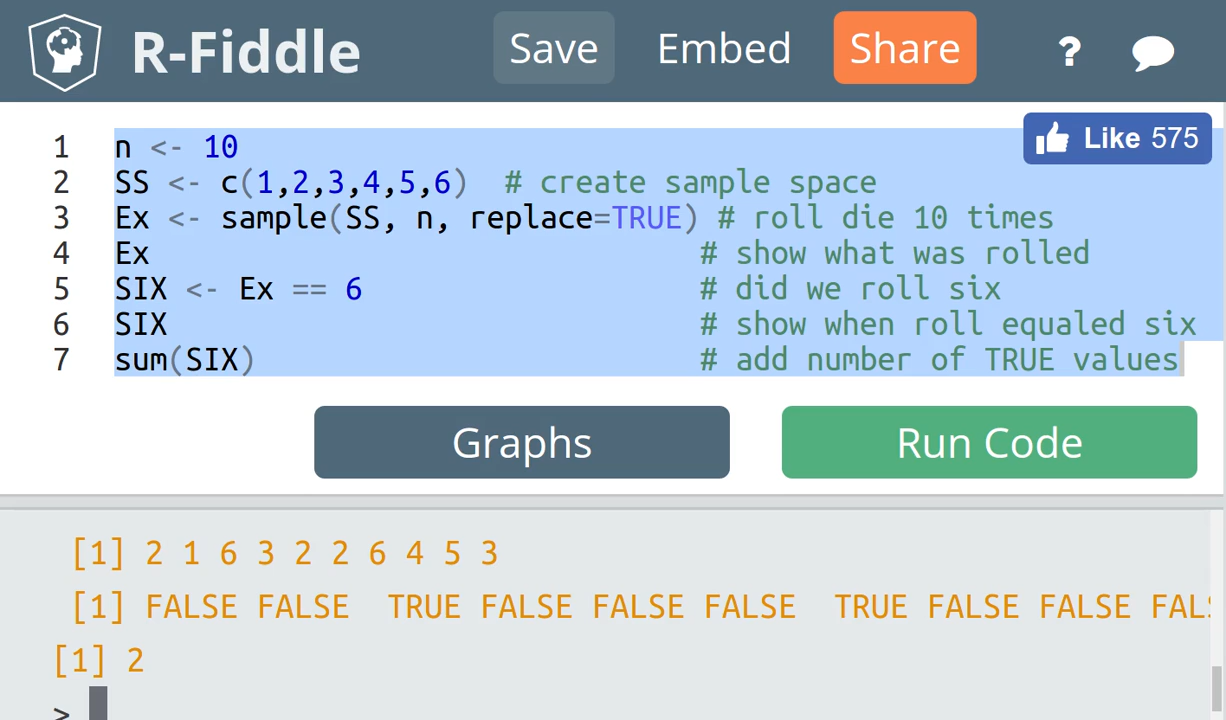 R-Fiddle Save Embed Share ?
Like 575
1 n <- 10
2 SS <- c(1,2,3,4,5,6) # create sample space
3 Ex <- sample(SS, n, replace=TRUE) # roll die 10 times
4 Ex # show what was rolled
5 SIX <- Ex == 6 # did we roll six
6 SIX # show when roll equaled six
7 sum(SIX) # add number of TRUE values
Graphs Run Code
[1] 2 1 6 3 2 2 6 4 5 3
[1] FALSE FALSE TRUE FALSE FALSE FALSE TRUE FALSE FALSE FALS
[1] 2
>